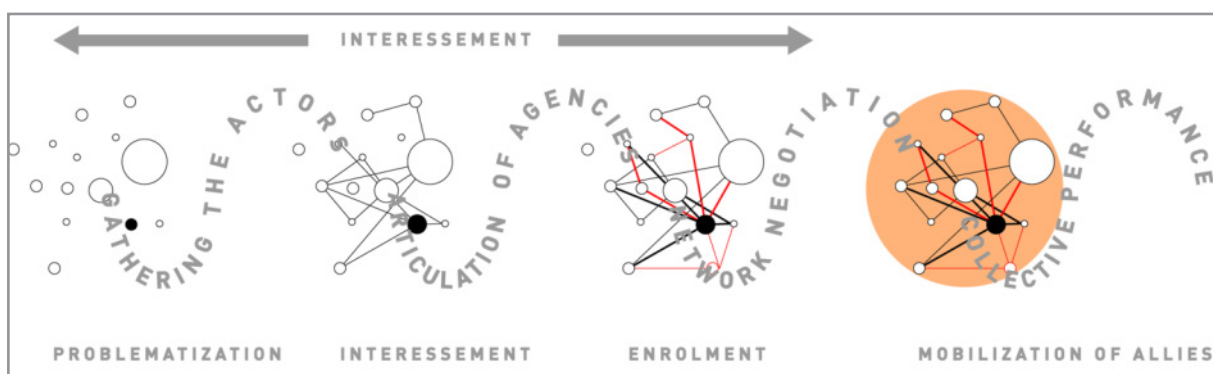 INTERESSEMENT
GATHERING THE ACTORS
ARTICULATION OF AGENCIES
NETWORK NEGOTIATION
COLLECTIVE PERFORMANCE
PROBLEMATIZATION
INTERESSEMENT
ENROLMENT
MOBILIZATION OF ALLIES